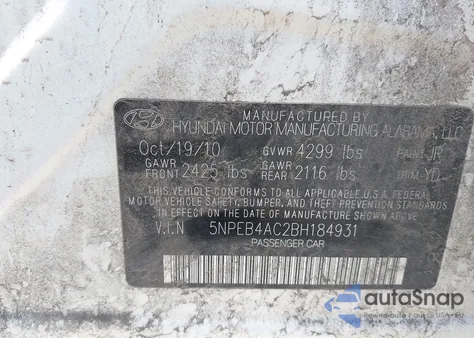 MANUFACTURED BY
HYUNDAI MOTOR MANUFACTURING ALABAMA, LLC
Oct/19/10 GVWR 4299 lbs PAINT JR
GAWR FRONT 2425 lbs GAWR REAR 2116 lbs TRIM YD
THIS VEHICLE CONFORMS TO ALL APPLICABLE U.S.A FEDERAL
MOTOR VEHICLE SAFETY, BUMPER, AND THEFT
PREVENTION STANDARDS IN EFFECT ON THE DATE OF
MANUFACTURE SHOWN ABOVE.
V.I.N 5NPEB4AC2BH184931
PASSENGER CAR
autoSnap